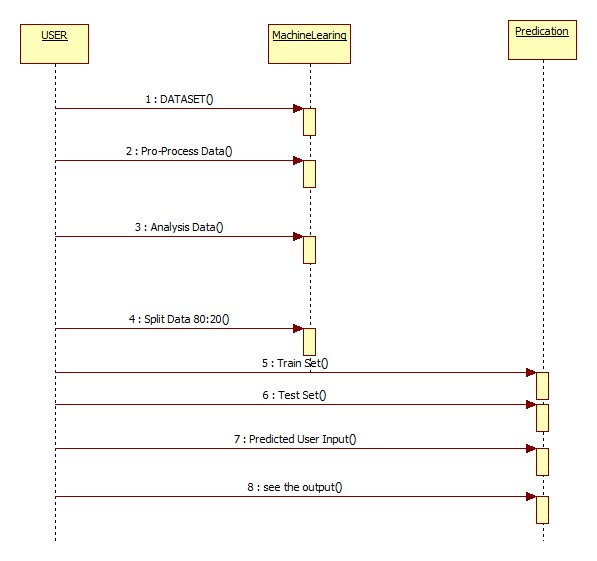 USER
MachineLearing
Predication
1 : DATASET()
2 : Pro-Process Data()
3 : Analysis Data()
4 : Split Data 80:20()
5 : Train Set()
6 : Test Set()
7 : Predicted User Input()
8 : see the output()